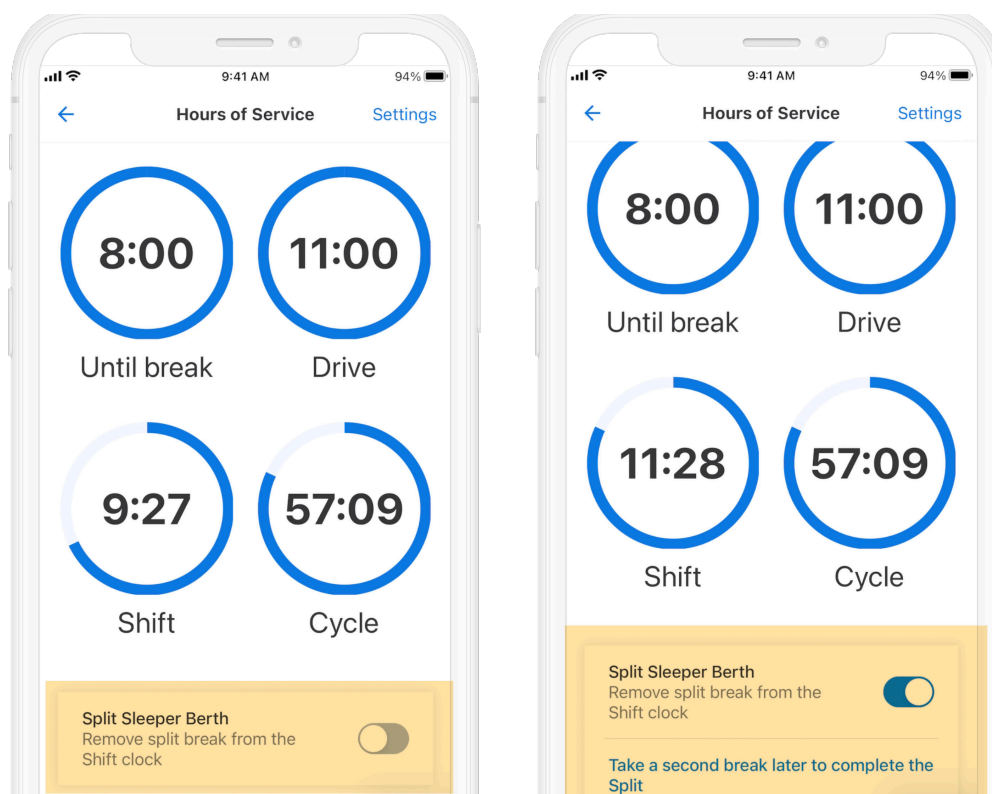 9:41 AM 94%
Hours of Service Settings
8:00 11:00
Until break Drive
9:27 57:09
Shift Cycle
Split Sleeper Berth
Remove split break from the
Shift clock
9:41 AM 94%
Hours of Service Settings
8:00 11:00
Until break Drive
11:28 57:09
Shift Cycle
Split Sleeper Berth
Remove split break from the
Shift clock
Take a second break later to complete the
Split